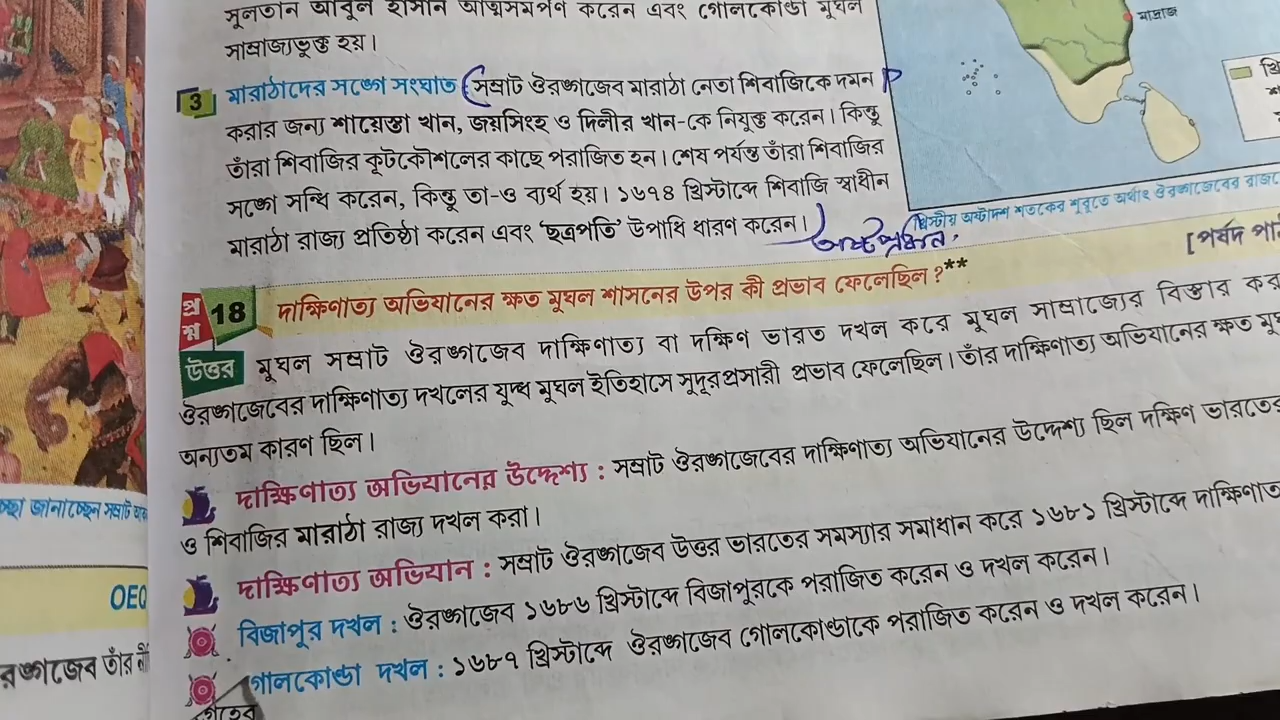 সুলতান আবুল হাসান আত্মসমর্পণ করেন এবং গোলকোন্ডা মুঘল
সাম্রাজ্যভুক্ত হয়।
3 মারাঠাদের সঙ্গে সংঘাত সম্রাট ঔরঙ্গজেব মারাঠা নেতা শিবাজিকে দমন
করার জন্য শায়েস্তা খান, জয়সিংহ ও দিলীর খান-কে নিযুক্ত করেন। কিন্তু
তাঁরা শিবাজির কূটকৌশলের কাছে পরাজিত হন। শেষ পর্যন্ত তাঁরা শিবাজির
সঙ্গে সন্ধি করেন, কিন্তু তা-ও ব্যর্থ হয়। ১৬৭৪ খ্রিস্টাব্দে শিবাজি স্বাধীন
মারাঠা রাজ্য প্রতিষ্ঠা করেন এবং 'ছত্রপতি' উপাধি ধারণ করেন।
মাদ্রাজ
খ্রিস্টীয় অষ্টাদশ শতকের শুরুতে অর্থাৎ ঔরঙ্গজেবের
[পর্ষদ
প্রশ্ন 18 দাক্ষিণাত্য অভিযানের ক্ষত মুঘল শাসনের উপর কী প্রভাব ফেলেছিল?**
উত্তর মুঘল সম্রাট ঔরঙ্গজেব দাক্ষিণাত্য বা দক্ষিণ ভারত দখল করে মুঘল সাম্রাজ্যের বিস্তার
ঔরঙ্গজেবের দাক্ষিণাত্য দখলের যুদ্ধ মুঘল ইতিহাসে সুদূরপ্রসারী প্রভাব ফেলেছিল। তাঁর দাক্ষিণাত্য অভিযানের ক্ষত
অন্যতম কারণ ছিল।
দাক্ষিণাত্য অভিযানের উদ্দেশ্য : সম্রাট ঔরঙ্গজেবের দাক্ষিণাত্য অভিযানের উদ্দেশ্য ছিল দক্ষিণ ভারতের
ও শিবাজির মারাঠা রাজ্য দখল করা।
দাক্ষিণাত্য অভিযান : সম্রাট ঔরঙ্গজেব উত্তর ভারতের সমস্যার সমাধান করে ১৬৮১ খ্রিস্টাব্দে
বিজাপুর দখল : ঔরঙ্গজেব ১৬৮৬ খ্রিস্টাব্দে বিজাপুরকে পরাজিত করেন ও দখল করেন।
গোলকোন্ডা দখল : ১৬৮৭ খ্রিস্টাব্দে ঔরঙ্গজেব গোলকোন্ডাকে পরাজিত করেন ও দখল করেন।
জানাচ্ছেন সম্রাট
OEQ
তাঁর